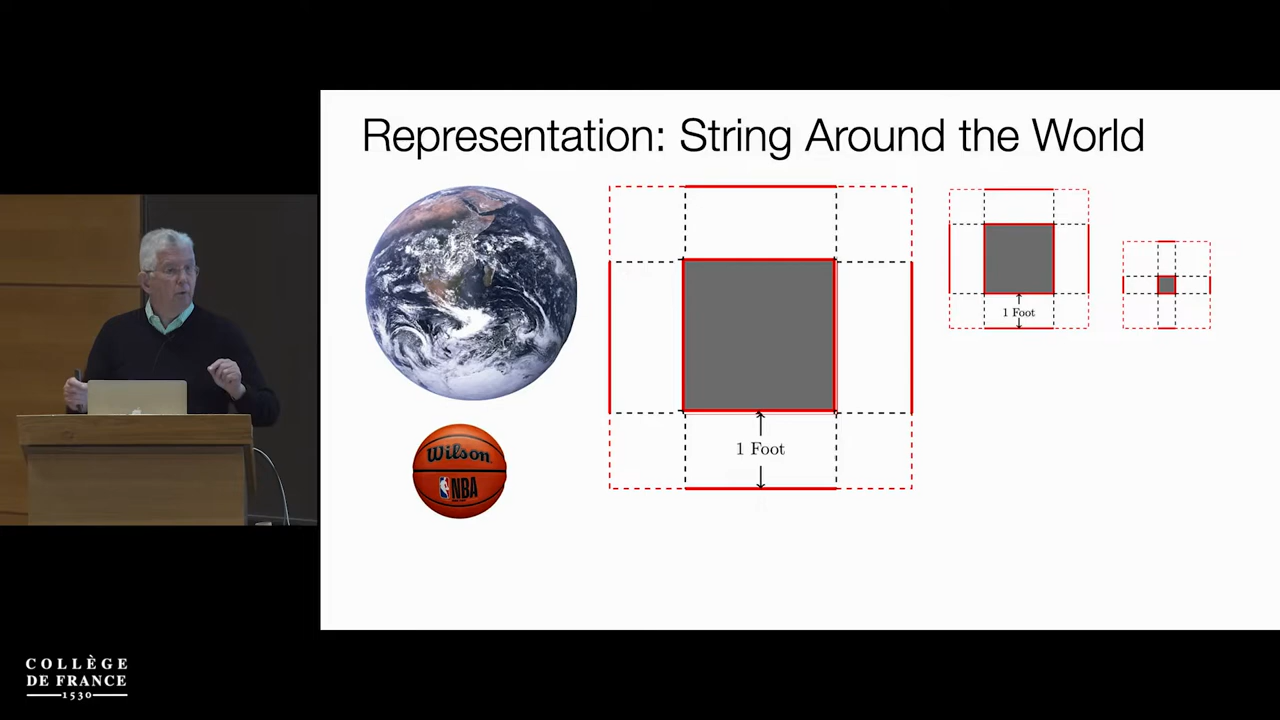 Representation: String Around the World
1 Foot
1 Foot
Wilson
NBA
COLLÈGE
DE FRANCE
1530